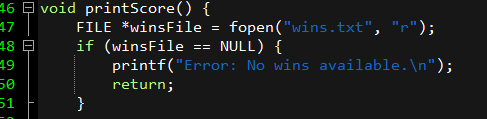 46 void printScore() {
47 FILE *winsFile = fopen("wins.txt", "r");
48 if (winsFile == NULL) {
49 printf("Error: No wins available.\n");
50 return;
51 }